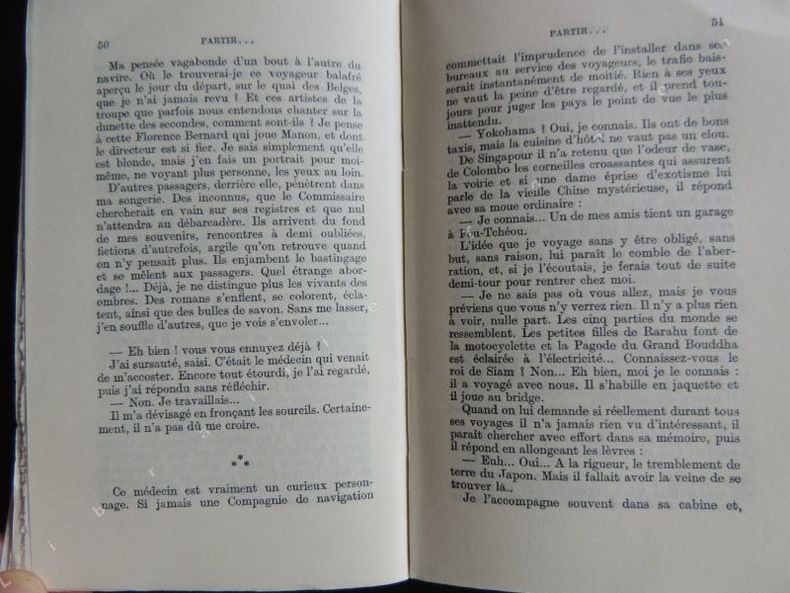 50
PARTIR...
Ma pensée vagabonde d'un bout à l'autre du
navire. Où le trouverai-je ce voyageur balafré
aperçu le jour du départ, sur le quai des Belges,
que je n'ai jamais revu ? Et ces artistes de la
troupe que parfois nous entendons chanter sur la
dunette des secondes, comment sont-ils ? Je pense
à cette Florence Bernard qui joue Manon, et dont
le directeur est si fier. Je sais simplement qu'elle
est blonde, mais j'en fais un portrait pour moi-
même, ne voyant plus personne, les yeux au loin.
D'autres passagers, derrière elle, pénètrent dans
ma songerie. Des inconnus, que le Commissaire
chercherait en vain sur ses registres et que nul
n'attendra au débarcadère. Ils arrivent du fond
de mes souvenirs, rencontres à demi oubliées,
fictions d'autrefois, argile qu'on retrouve quand
on n'y pensait plus. Ils enjambent le bastingage
et se mêlent aux passagers. Quel étrange abor-
dage !... Déjà, je ne distingue plus les vivants des
ombres. Des romans s'enflent, se colorent, écla-
tent, ainsi que des bulles de savon. Sans me lasser,
j'en souffle d'autres, que je vois s'envoler...
— Eh bien ! vous vous ennuyez déjà ?
J'ai sursauté, saisi. C'était le médecin qui venait
de m'accoster. Encore tout étourdi, je l'ai regardé,
puis j'ai répondu sans réfléchir.
— Non. Je travaillais...
Il m'a dévisagé en fronçant les sourcils. Certaine-
ment, il n'a pas dû me croire.
***
Ce médecin est vraiment un curieux person-
nage. Si jamais une Compagnie de navigation
PARTIR...
51
commettait l'imprudence de l'installer dans ses
bureaux au service des voyageurs, le trafic bais-
serait instantanément de moitié. Rien à ses yeux
ne vaut la peine d'être regardé, et il prend tou-
jours pour juger les pays le point de vue le plus
inattendu.
— Yokohama ? Oui, je connais. Ils ont de bons
taxis, mais la cuisine d'hôtel ne vaut pas un clou.
De Singapour il n'a retenu que l'odeur de vase,
de Colombo les corneilles croassantes qui assurent
la voirie et si une dame éprise d'exotisme lui
parle de la vieille Chine mystérieuse, il répond
avec sa moue ordinaire :
— Je connais... Un de mes amis tient un garage
à Fou-Tchéou.
L'idée que je voyage sans y être obligé, sans
but, sans raison, lui paraît le comble de l'aber-
ration, et, si je l'écoutais, je ferais tout de suite
demi-tour pour rentrer chez moi.
— Je ne sais pas où vous allez, mais je vous
préviens que vous n'y verrez rien. Il n'y a plus rien
à voir, nulle part. Les cinq parties du monde se
ressemblent. Les petites filles de Rarahu font de
la motocyclette et la Pagode du Grand Bouddha
est éclairée à l'électricité... Connaissez-vous le
roi de Siam ? Non... Eh bien, moi je le connais :
il a voyagé avec nous. Il s'habille en jaquette et
il joue au bridge.
Quand on lui demande si réellement durant tous
ses voyages il n'a jamais rien vu d'intéressant, il
paraît chercher avec effort dans sa mémoire, puis
il répond en allongeant les lèvres :
— Euh... Oui... A la rigueur, le tremblement de
terre du Japon. Mais il fallait avoir la veine de se
trouver là..
Je l'accompagne souvent dans sa cabine et,